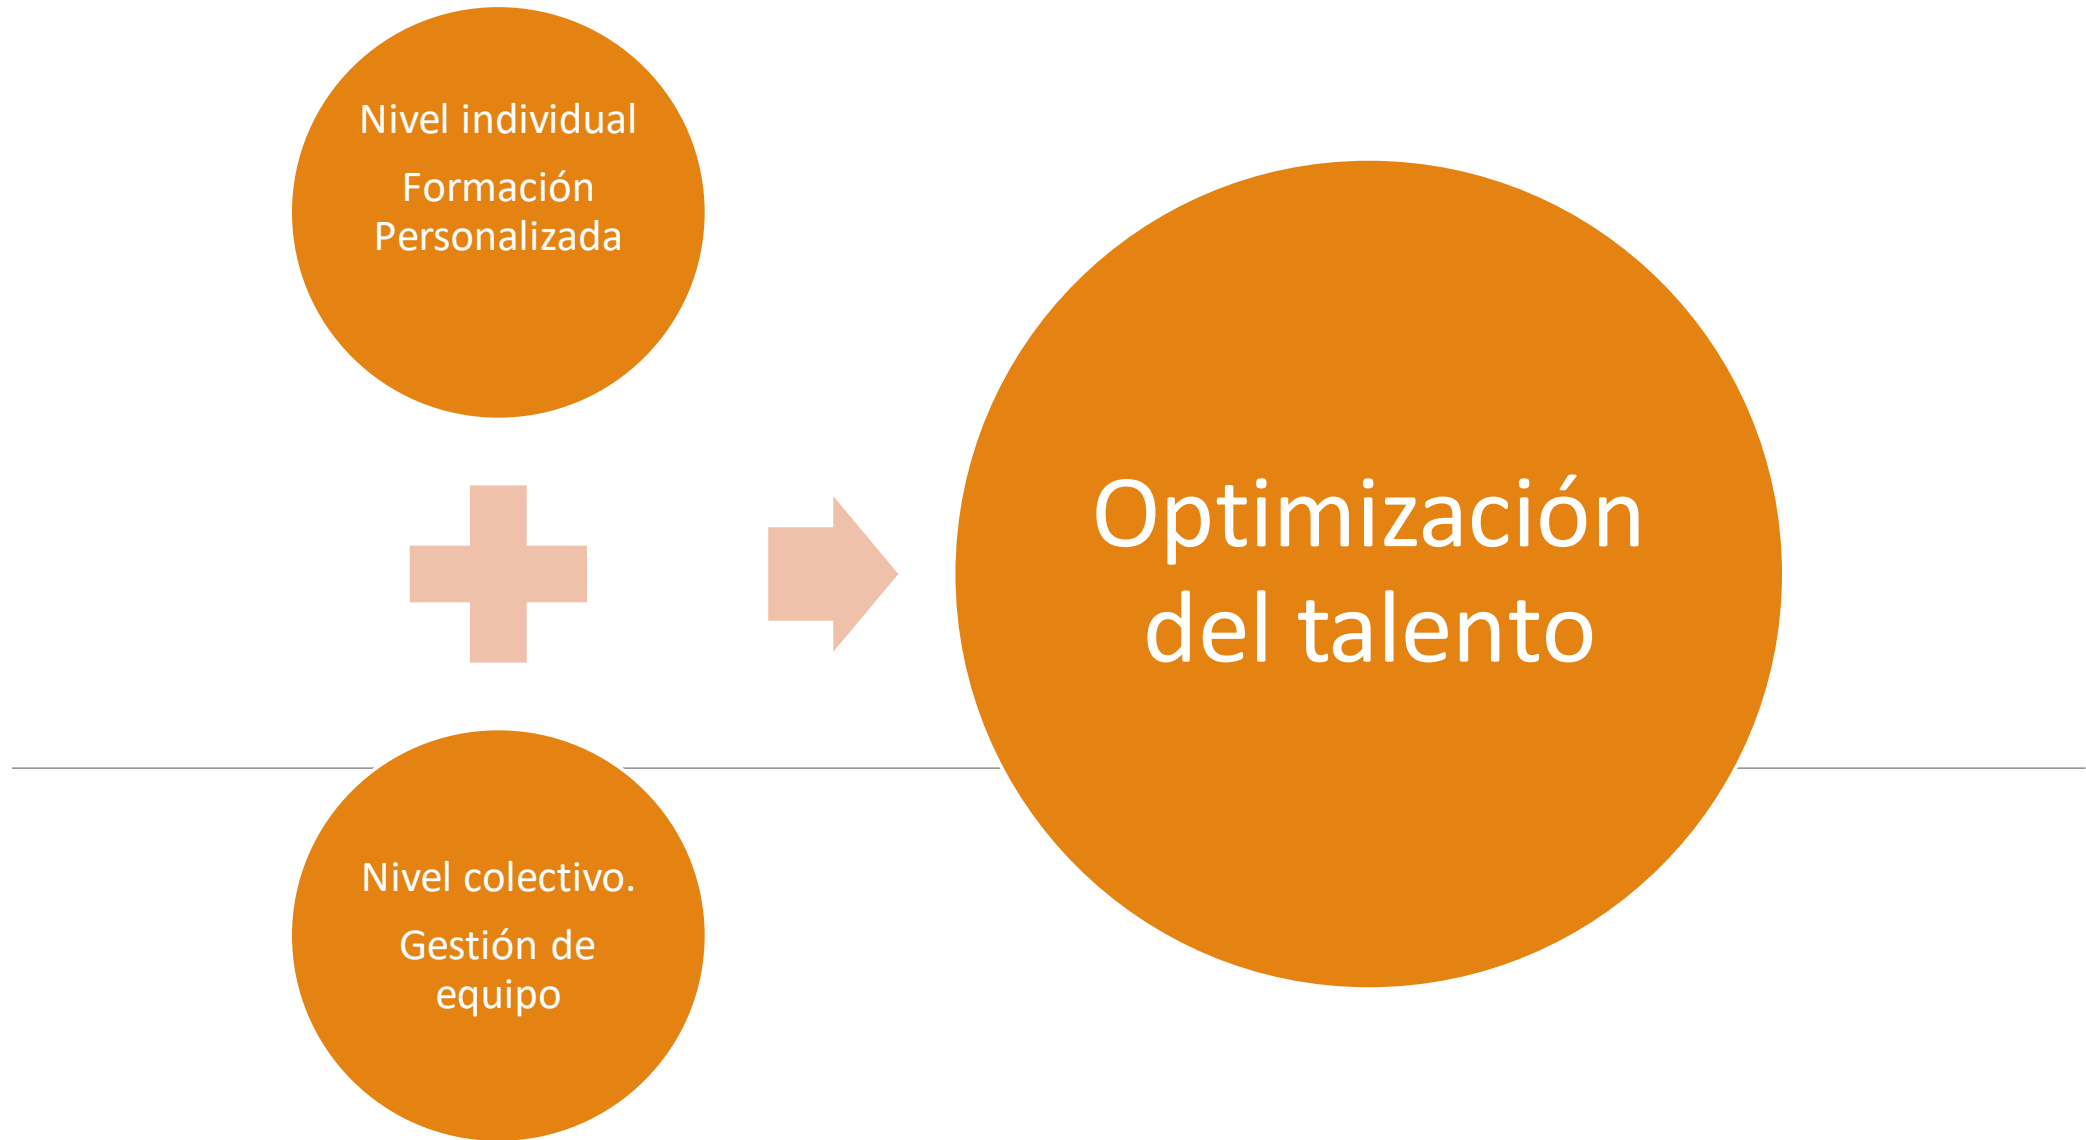 Nivel individual
Formación
Personalizada
Nivel colectivo.
Gestión de
equipo
Optimización
del talento